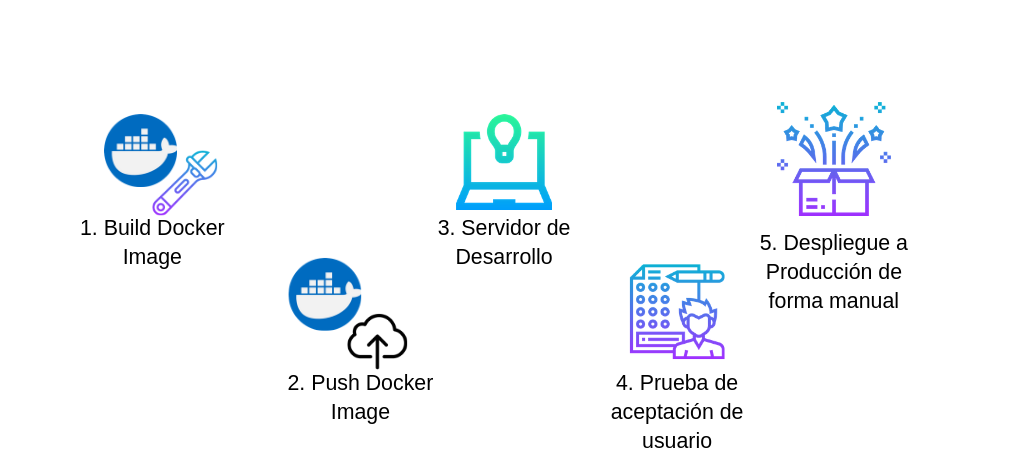 1. Build Docker
Image
2. Push Docker
Image
3. Servidor de
Desarrollo
4. Prueba de
aceptación de
usuario
5. Despliegue a
Producción de
forma manual